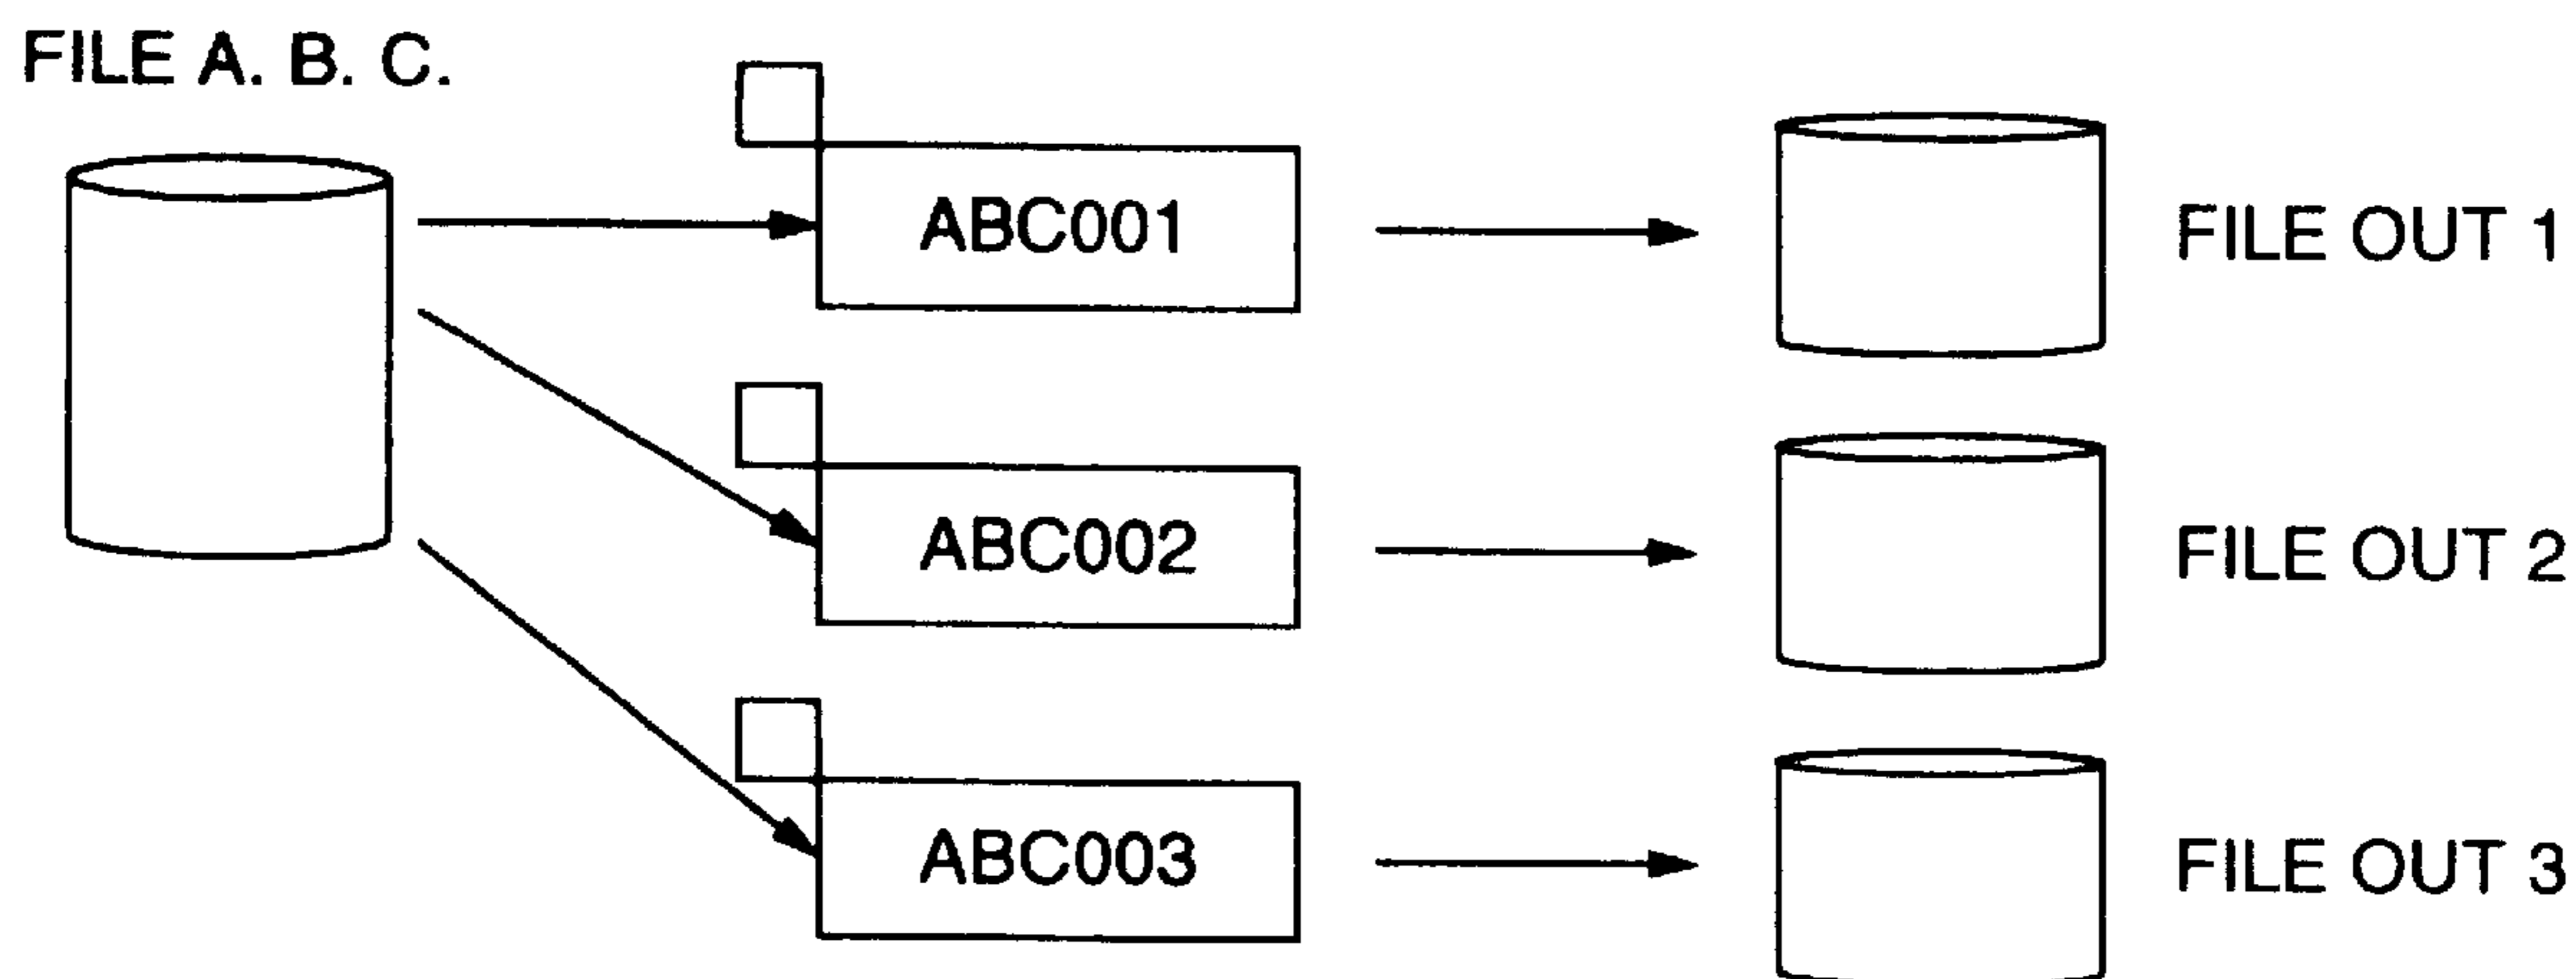 FILE A. B. C.
ABC001
FILE OUT 1
ABC002
FILE OUT 2
ABC003
FILE OUT 3